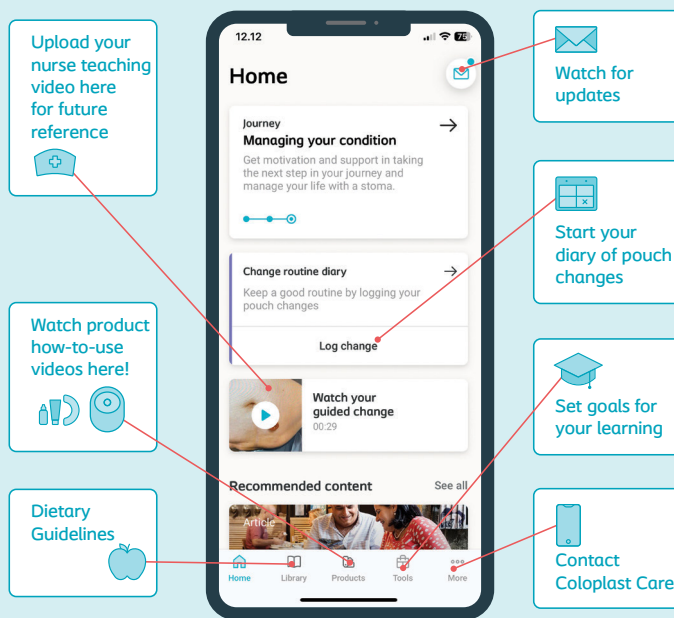 Upload your
nurse teaching
video here
for future
reference
Watch product
how-to-use
videos here!
Dietary
Guidelines
12.12
75
Home
Journey
Managing your condition
Get motivation and support in taking
the next step in your journey and
manage your life with a stoma.
Change routine diary
Keep a good routine by logging your
pouch changes
Log change
Watch your
guided change
00:29
Recommended content
See all
Article
Home
Library
Products
Tools
More
Watch for
updates
Start your
diary of pouch
changes
Set goals for
your learning
Contact
Coloplast Care